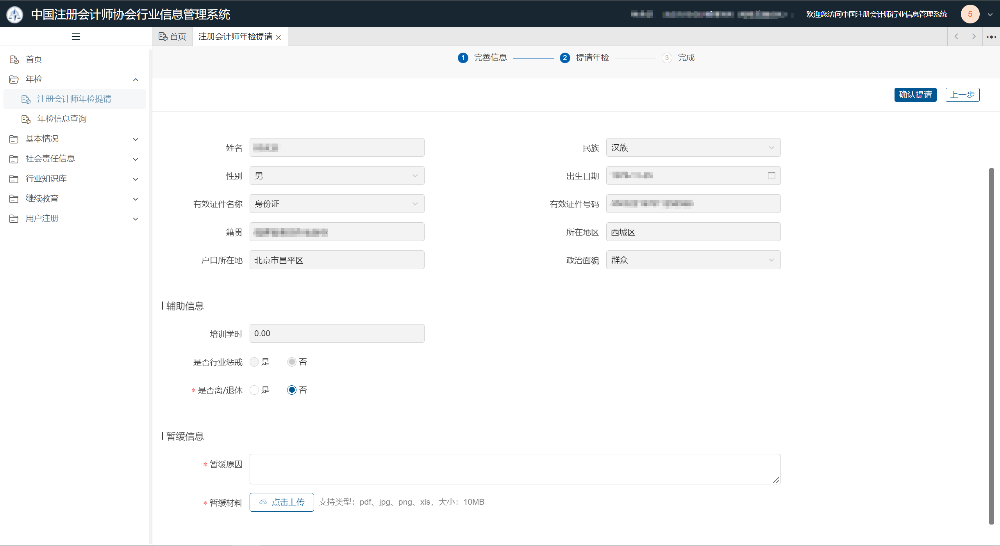 中国注册会计师协会行业信息管理系统
欢迎您访问中国注册会计师行业信息管理系统
5
首页
注册会计师年检提请
首页
年检
注册会计师年检提请
年检信息查询
基本情况
社会责任信息
行业知识库
继续教育
用户注册
1 完善信息
2 提请年检
3 完成
确认提请
上一步
姓名
民族 汉族
性别 男
出生日期
有效证件名称 身份证
有效证件号码
籍贯
所在地区 西城区
户口所在地 北京市昌平区
政治面貌 群众
辅助信息
培训学时 0.00
是否行业惩戒 是 否
* 是否离/退休 是 否
暂缓信息
* 暂缓原因
* 暂缓材料 点击上传 支持类型：pdf、jpg、png、xls，大小：10MB